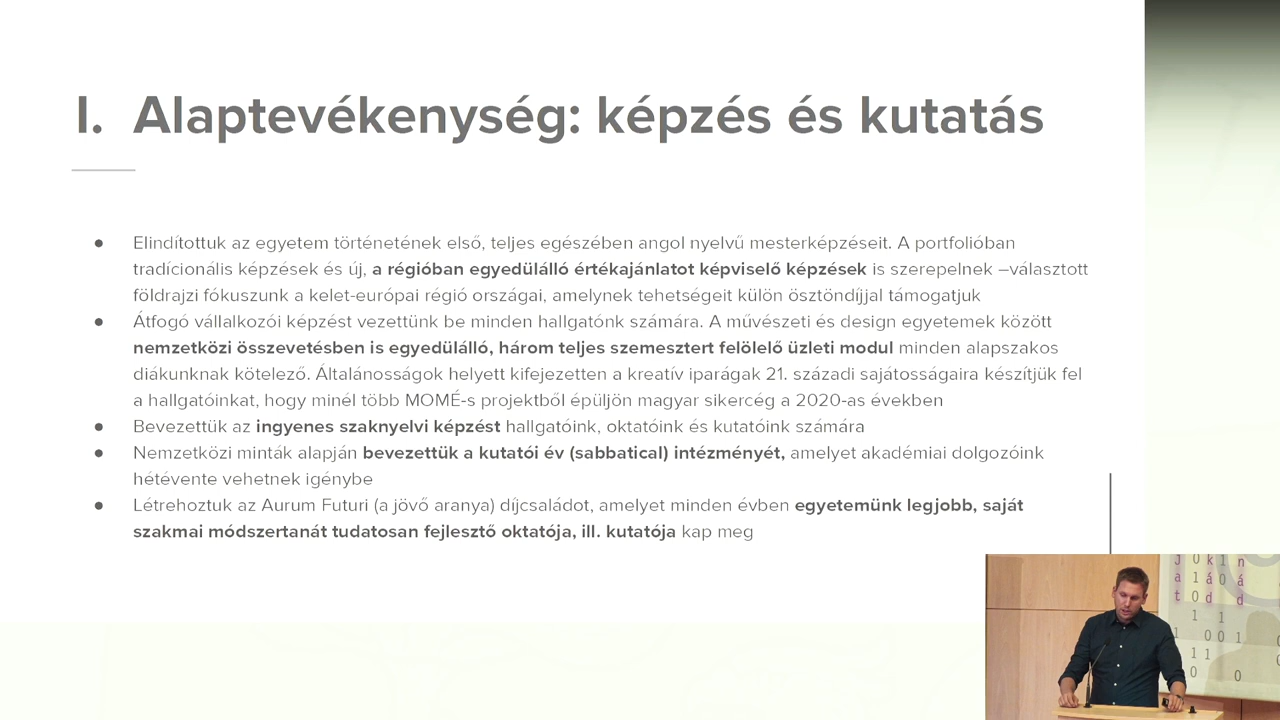 I. Alaptevékenység: képzés és kutatás
● Elindítottuk az egyetem történetének első, teljes egészében angol nyelvű mesterképzéseit. A portfolióban
tradícionális képzések és új, a régióban egyedülálló értékajánlatot képviselő képzések is szerepelnek –választott
földrajzi fókuszunk a kelet-európai régió országai, amelynek tehetségeit külön ösztöndíjjal támogatjuk
● Átfogó vállalkozói képzést vezettünk be minden hallgatónk számára. A művészeti és design egyetemek között
nemzetközi összevetésben is egyedülálló, három teljes szemesztert felölelő üzleti modul minden alapszakos
diákunknak kötelező. Általánosságok helyett kifejezetten a kreatív iparágak 21. századi sajátosságaira készítjük fel
a hallgatóinkat, hogy minél több MOMÉ-s projektből épüljön magyar sikercég a 2020-as években
● Bevezettük az ingyenes szaknyelvi képzést hallgatóink, oktatóink és kutatóink számára
● Nemzetközi minták alapján bevezettük a kutatói év (sabbatical) intézményét, amelyet akadémiai dolgozóink
hétévente vehetnek igénybe
● Létrehoztuk az Aurum Futuri (a jövő aranya) díjcsaládot, amelyet minden évben egyetemünk legjobb, saját
szakmai módszertanát tudatosan fejlesztő oktatója, ill. kutatója kap meg